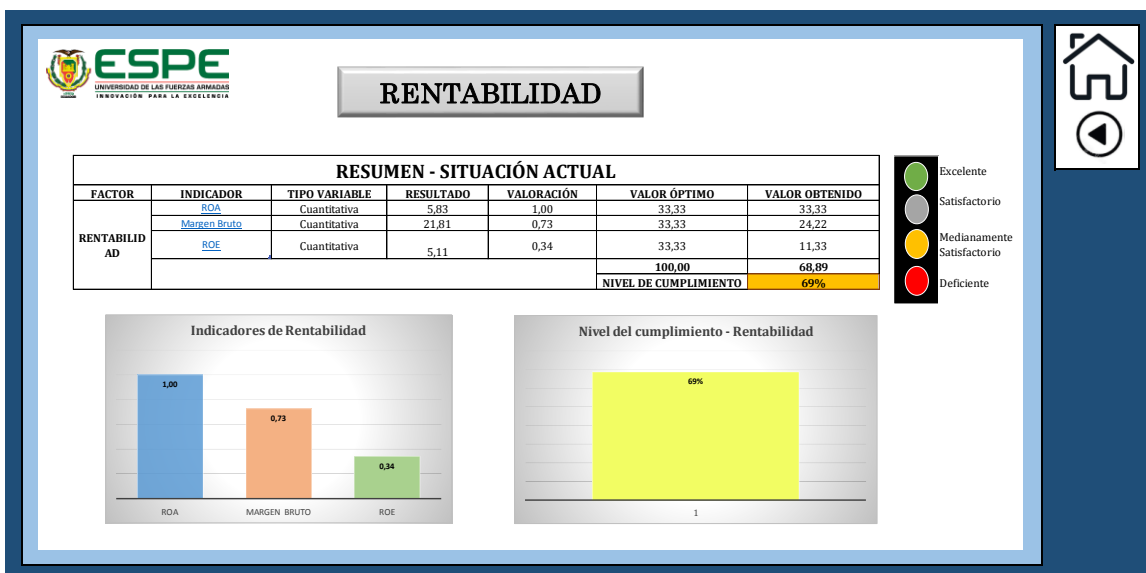 ESPE
UNIVERSIDAD DE LAS FUERZAS ARMADAS
INNOVACIÓN PARA LA EXCELENCIA
RENTABILIDAD
RESUMEN - SITUACIÓN ACTUAL
FACTOR INDICADOR TIPO VARIABLE RESULTADO VALORACIÓN VALOR ÓPTIMO VALOR OBTENIDO
RENTABILID
AD
ROA Cuantitativa 5,83 1,00 33,33 33,33
Margen Bruto Cuantitativa 21,81 0,73 33,33 24,22
ROE Cuantitativa 5,11 0,34 33,33 11,33
100,00 68,89
NIVEL DE CUMPLIMIENTO 69%
Excelente
Satisfactorio
Medianamente
Satisfactorio
Deficiente
Indicadores de Rentabilidad
1,00
0,73
0,34
ROA MARGEN BRUTO ROE
Nivel del cumplimiento - Rentabilidad
69%
1